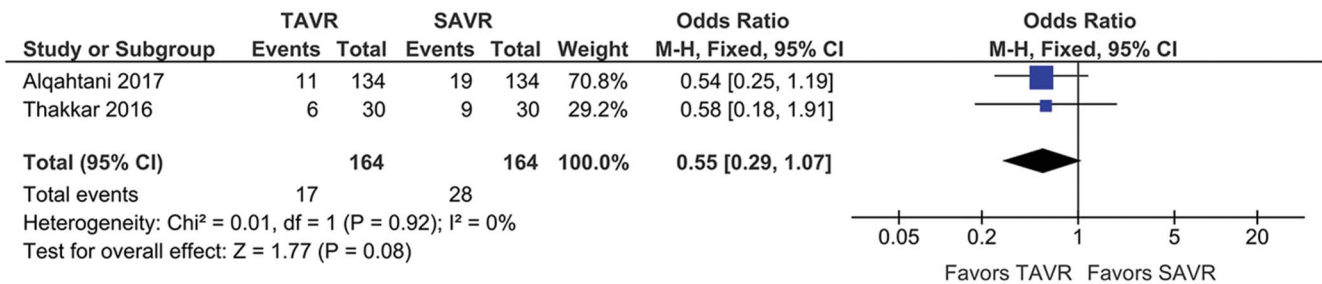 TAVR SAVR Odds Ratio Odds Ratio
Study or Subgroup Events Total Events Total Weight M-H, Fixed, 95% CI M-H, Fixed, 95% CI
Alqahtani 2017 11 134 19 134 70.8% 0.54 [0.25, 1.19]
Thakkar 2016 6 30 9 30 29.2% 0.58 [0.18, 1.91]
Total (95% CI) 164 164 100.0% 0.55 [0.29, 1.07]
Total events 17 28
Heterogeneity: Chi² = 0.01, df = 1 (P = 0.92); I² = 0%
Test for overall effect: Z = 1.77 (P = 0.08)
0.05 0.2 1 5 20
Favors TAVR Favors SAVR